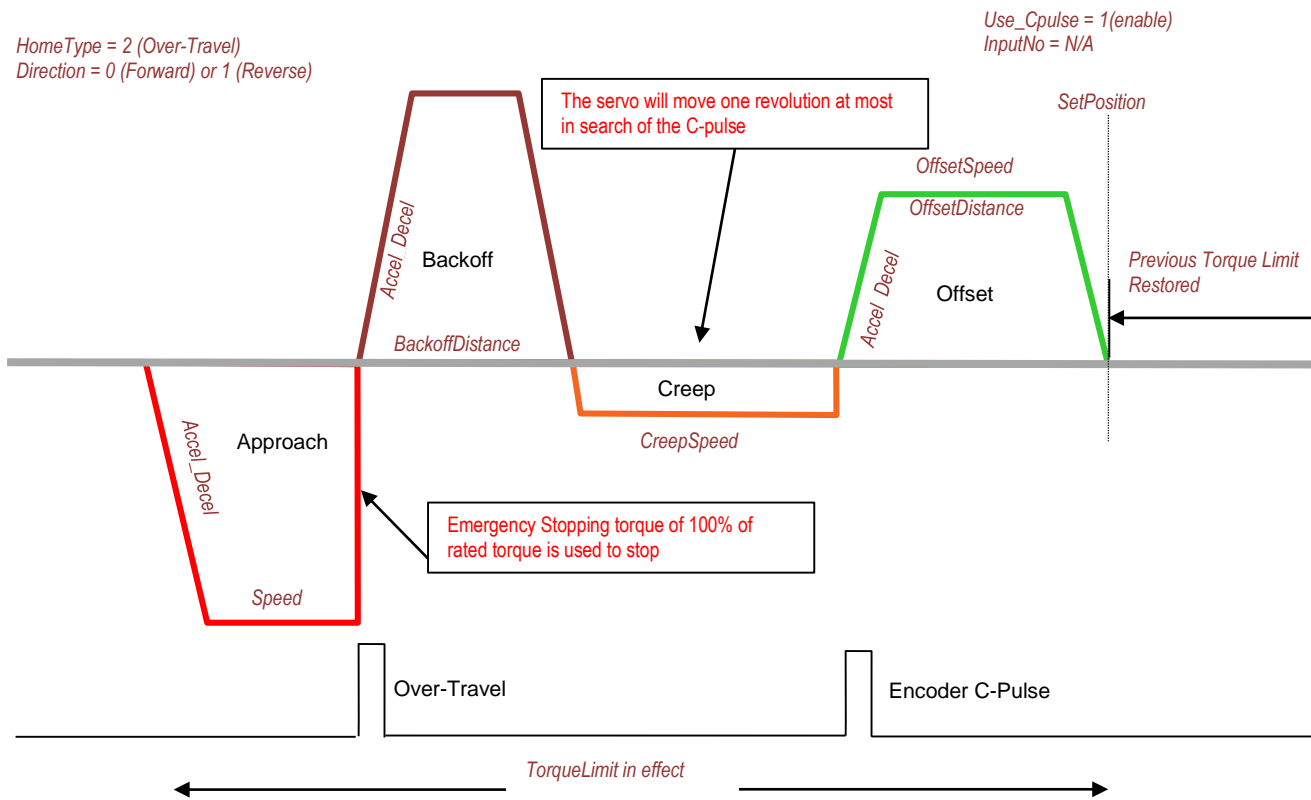 HomeType = 2 (Over-Travel)
Direction = 0 (Forward) or 1 (Reverse)
Use_Cpulse = 1(enable)
InputNo = N/A
The servo will move one revolution at most
in search of the C-pulse
SetPosition
OffsetSpeed
OffsetDistance
Accel_Decel
Backoff
BackoffDistance
Accel_Decel
Offset
Previous Torque Limit
Restored
Creep
CreepSpeed
Accel_Decel
Approach
Speed
Emergency Stopping torque of 100% of
rated torque is used to stop
Over-Travel
Encoder C-Pulse
TorqueLimit in effect